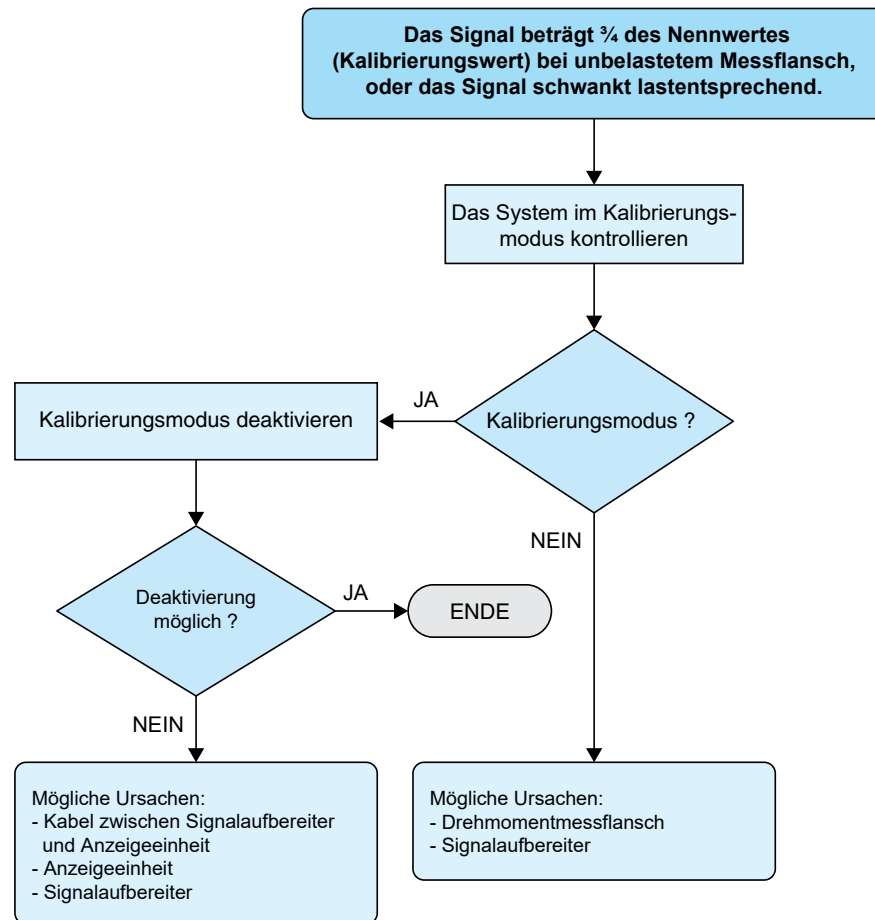 Das Signal beträgt ¾ des Nennwertes
(Kalibrierungswert) bei unbelastetem Messflansch,
oder das Signal schwankt lastentsprechend.
Das System im Kalibrierungs-
modus kontrollieren
Kalibrierungsmodus ?
JA
Kalibrierungsmodus deaktivieren
NEIN
Deaktivierung
möglich ?
JA
ENDE
NEIN
Mögliche Ursachen:
- Kabel zwischen Signalaufbereiter
und Anzeigeeinheit
- Anzeigeeinheit
- Signalaufbereiter
Mögliche Ursachen:
- Drehmomentmessflansch
- Signalaufbereiter